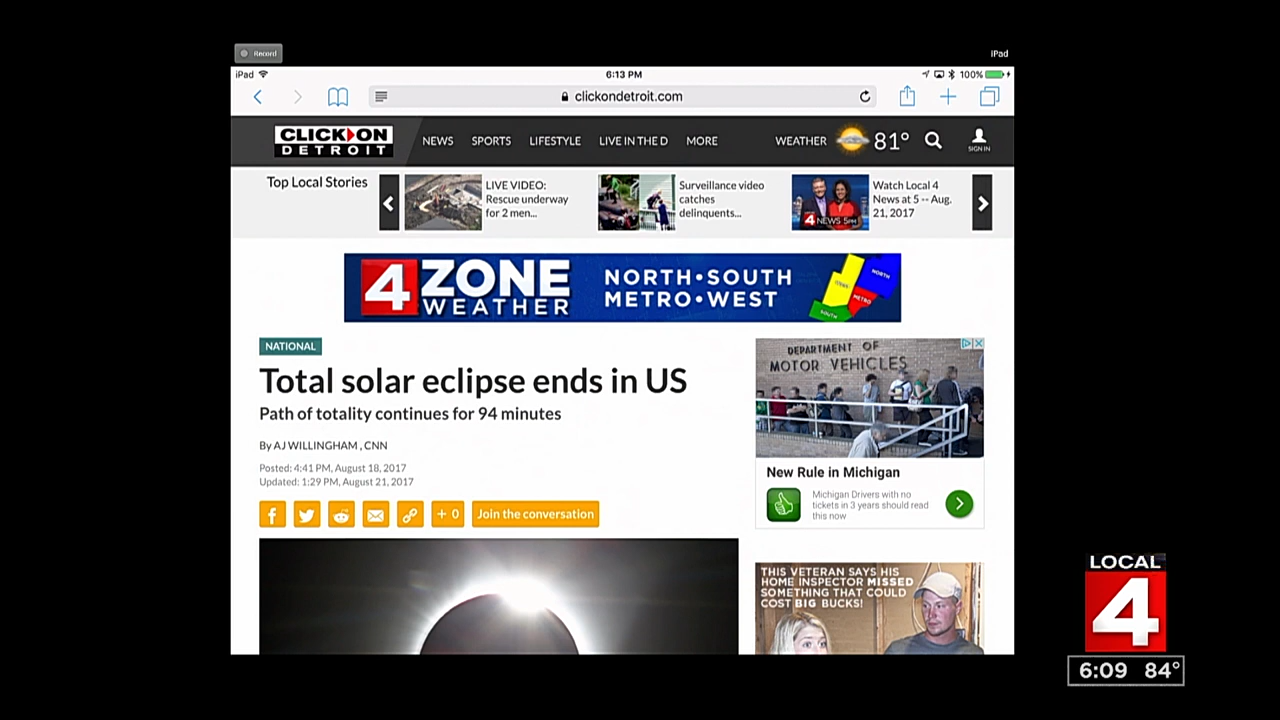 Record
iPad
iPad
6:13 PM
100%
clickondetroit.com
CLICK ON
DETROIT
NEWS
SPORTS
LIFESTYLE
LIVE IN THE D
MORE
WEATHER
81°
SIGN IN
Top Local Stories
LIVE VIDEO:
Rescue underway
for 2 men...
Surveillance video
catches
delinquents...
4 NEWS 5PM
Watch Local 4
News at 5 -- Aug.
21, 2017
4 ZONE
WEATHER
NORTH•SOUTH
METRO•WEST
NORTH
METRO
SOUTH
NATIONAL
Total solar eclipse ends in US
Path of totality continues for 94 minutes
By AJ WILLINGHAM , CNN
Posted: 4:41 PM, August 18, 2017
Updated: 1:29 PM, August 21, 2017
+ 0
Join the conversation
DEPARTMENT OF
MOTOR VEHICLES
New Rule in Michigan
Michigan Drivers with no
tickets in 3 years should read
this now
THIS VETERAN SAYS HIS
HOME INSPECTOR MISSED
SOMETHING THAT COULD
COST BIG BUCKS!
LOCAL
4
6:09 84°